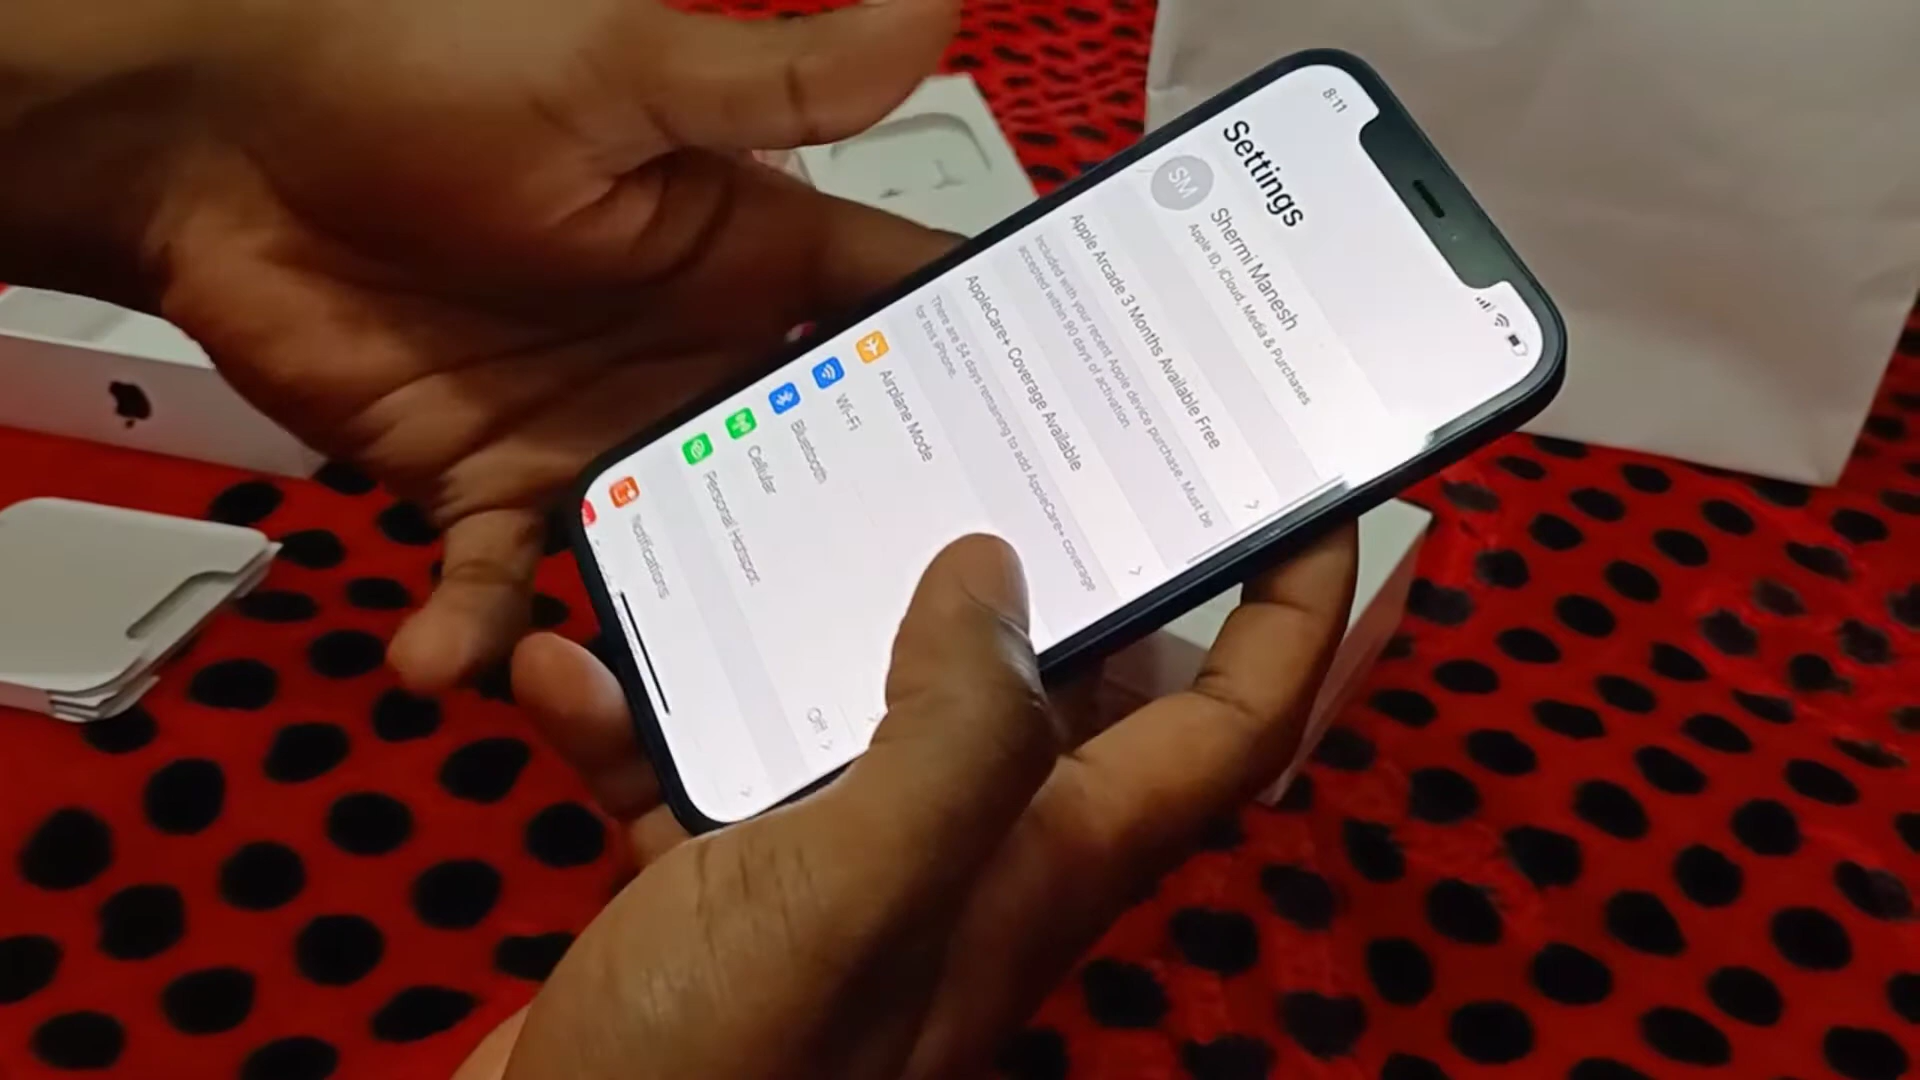 8:11
Settings
SM
Shermi Manesh
Apple ID, iCloud, Media & Purchases
Apple Arcade 3 Months Available Free
Included with your recent Apple device purchase. Must be
accepted within 90 days of activation
AppleCare+ Coverage Available
There are 54 days remaining to add AppleCare+ coverage
for this iPhone.
Airplane Mode
Wi-Fi
Bluetooth
Cellular
Personal Hotspot
Off
Notifications